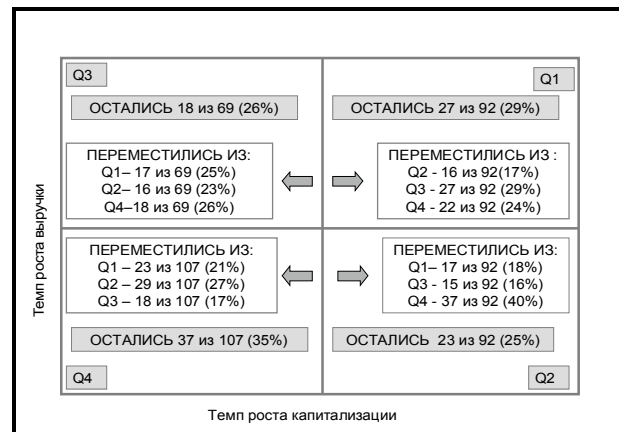 Q3
ОСТАЛИСЬ 18 из 69 (26%)
ПЕРЕМЕСТИЛИСЬ ИЗ:
Q1– 17 из 69 (25%)
Q2– 16 из 69 (23%)
Q4–18 из 69 (26%)
Q1
ОСТАЛИСЬ 27 из 92 (29%)
ПЕРЕМЕСТИЛИСЬ ИЗ :
Q2 - 16 из 92(17%)
Q3 - 27 из 92 (29%)
Q4 - 22 из 92 (24%)
ПЕРЕМЕСТИЛИСЬ ИЗ:
Q1 – 23 из 107 (21%)
Q2 – 29 из 107 (27%)
Q3 – 18 из 107 (17%)
ОСТАЛИСЬ 37 из 107 (35%)
Q4
ПЕРЕМЕСТИЛИСЬ ИЗ:
Q1– 17 из 92 (18%)
Q3 - 15 из 92 (16%)
Q4 - 37 из 92 (40%)
ОСТАЛИСЬ 23 из 92 (25%)
Q2
Темп роста выручки
Темп роста капитализации